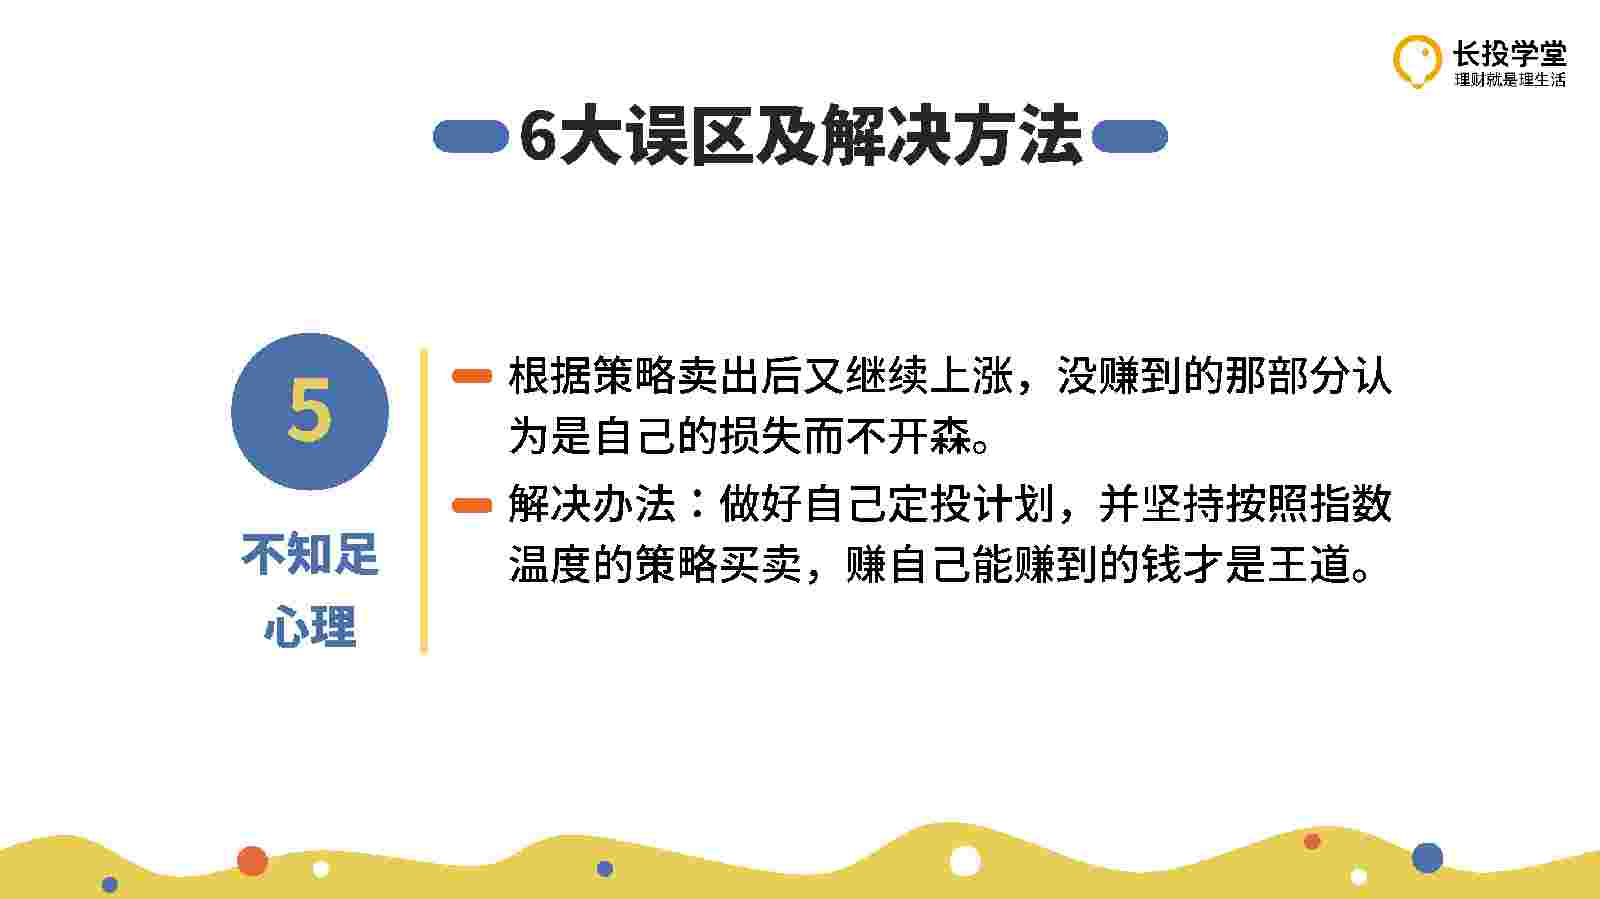 长投学堂
理财就是理生活
6大误区及解决方法
5
不知足
心理
根据策略卖出后又继续上涨，没赚到的那部分认
为是自己的损失而不开森。
解决办法：做好自己定投计划，并坚持按照指数
温度的策略买卖，赚自己能赚到的钱才是王道。